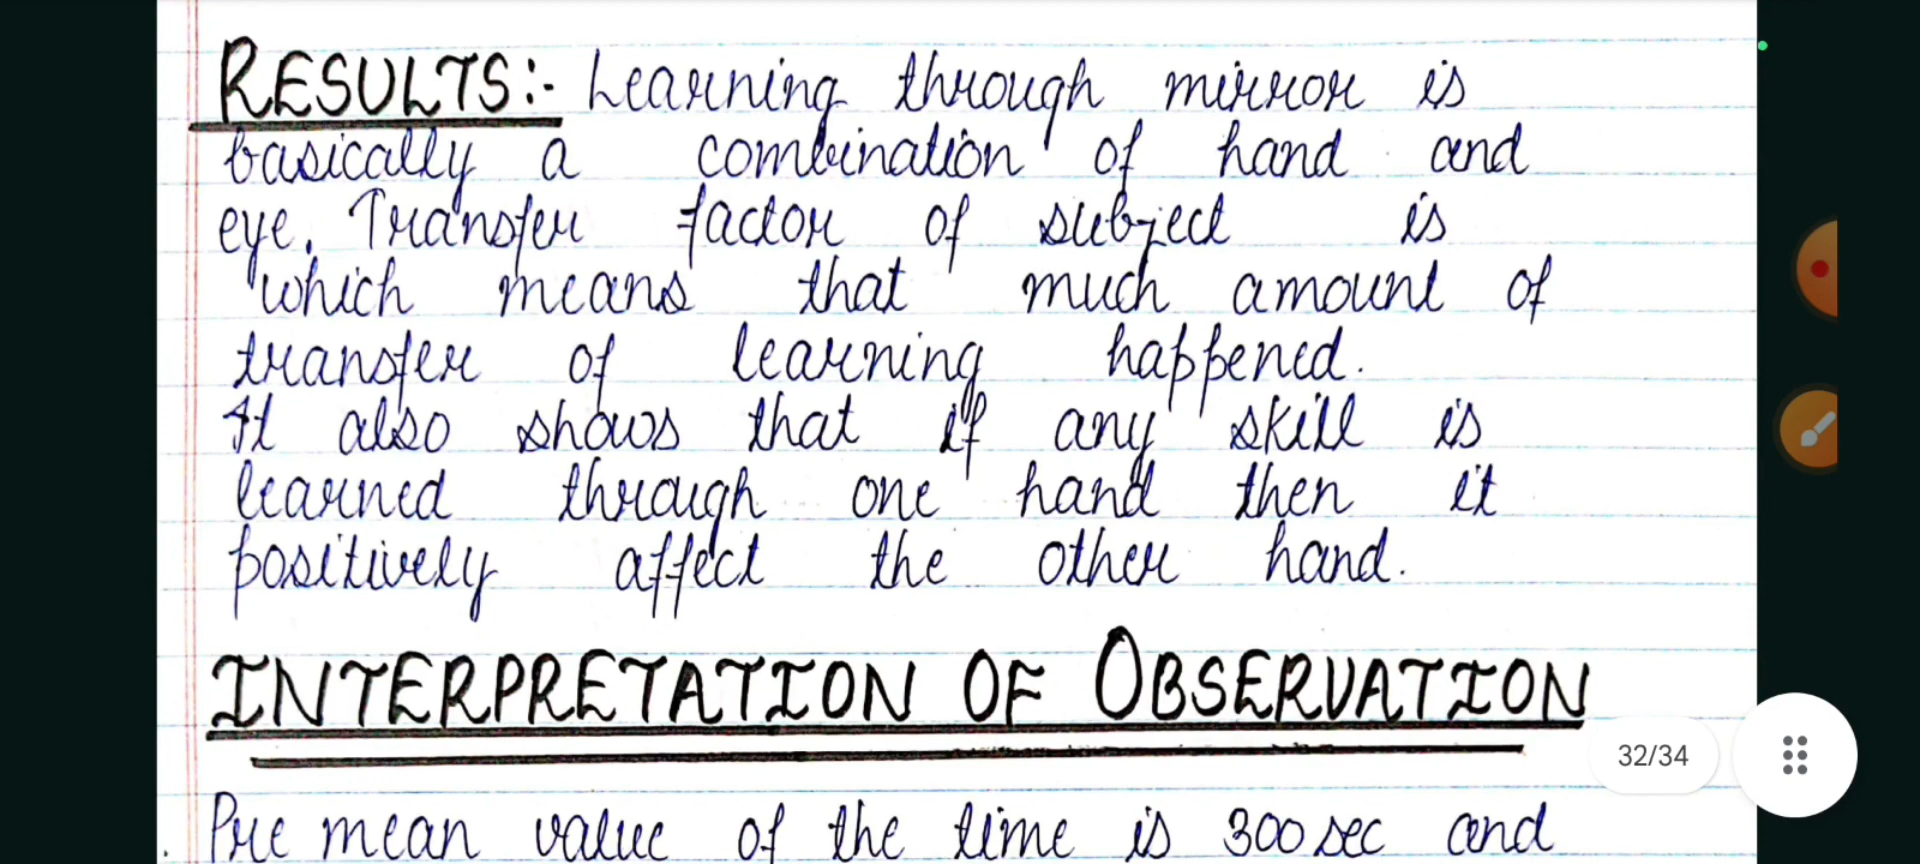 RESULTS:- Learning through mirror is
basically a combination of hand and
eye. Transfer factor of subject is
which means that much amount of
transfer of learning happened.
It also shows that if any skill is
learned through one hand then it
positively affect the other hand.
INTERPRETATION OF OBSERVATION
32/34
Pre mean value of the time is 300 sec and